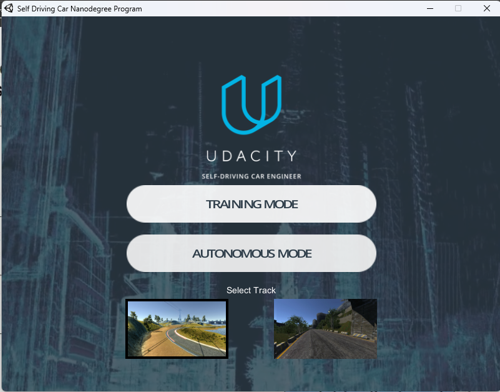 Self Driving Car Nanodegree Program
UDACITY
SELF-DRIVING CAR ENGINEER
TRAINING MODE
AUTONOMOUS MODE
Select Track